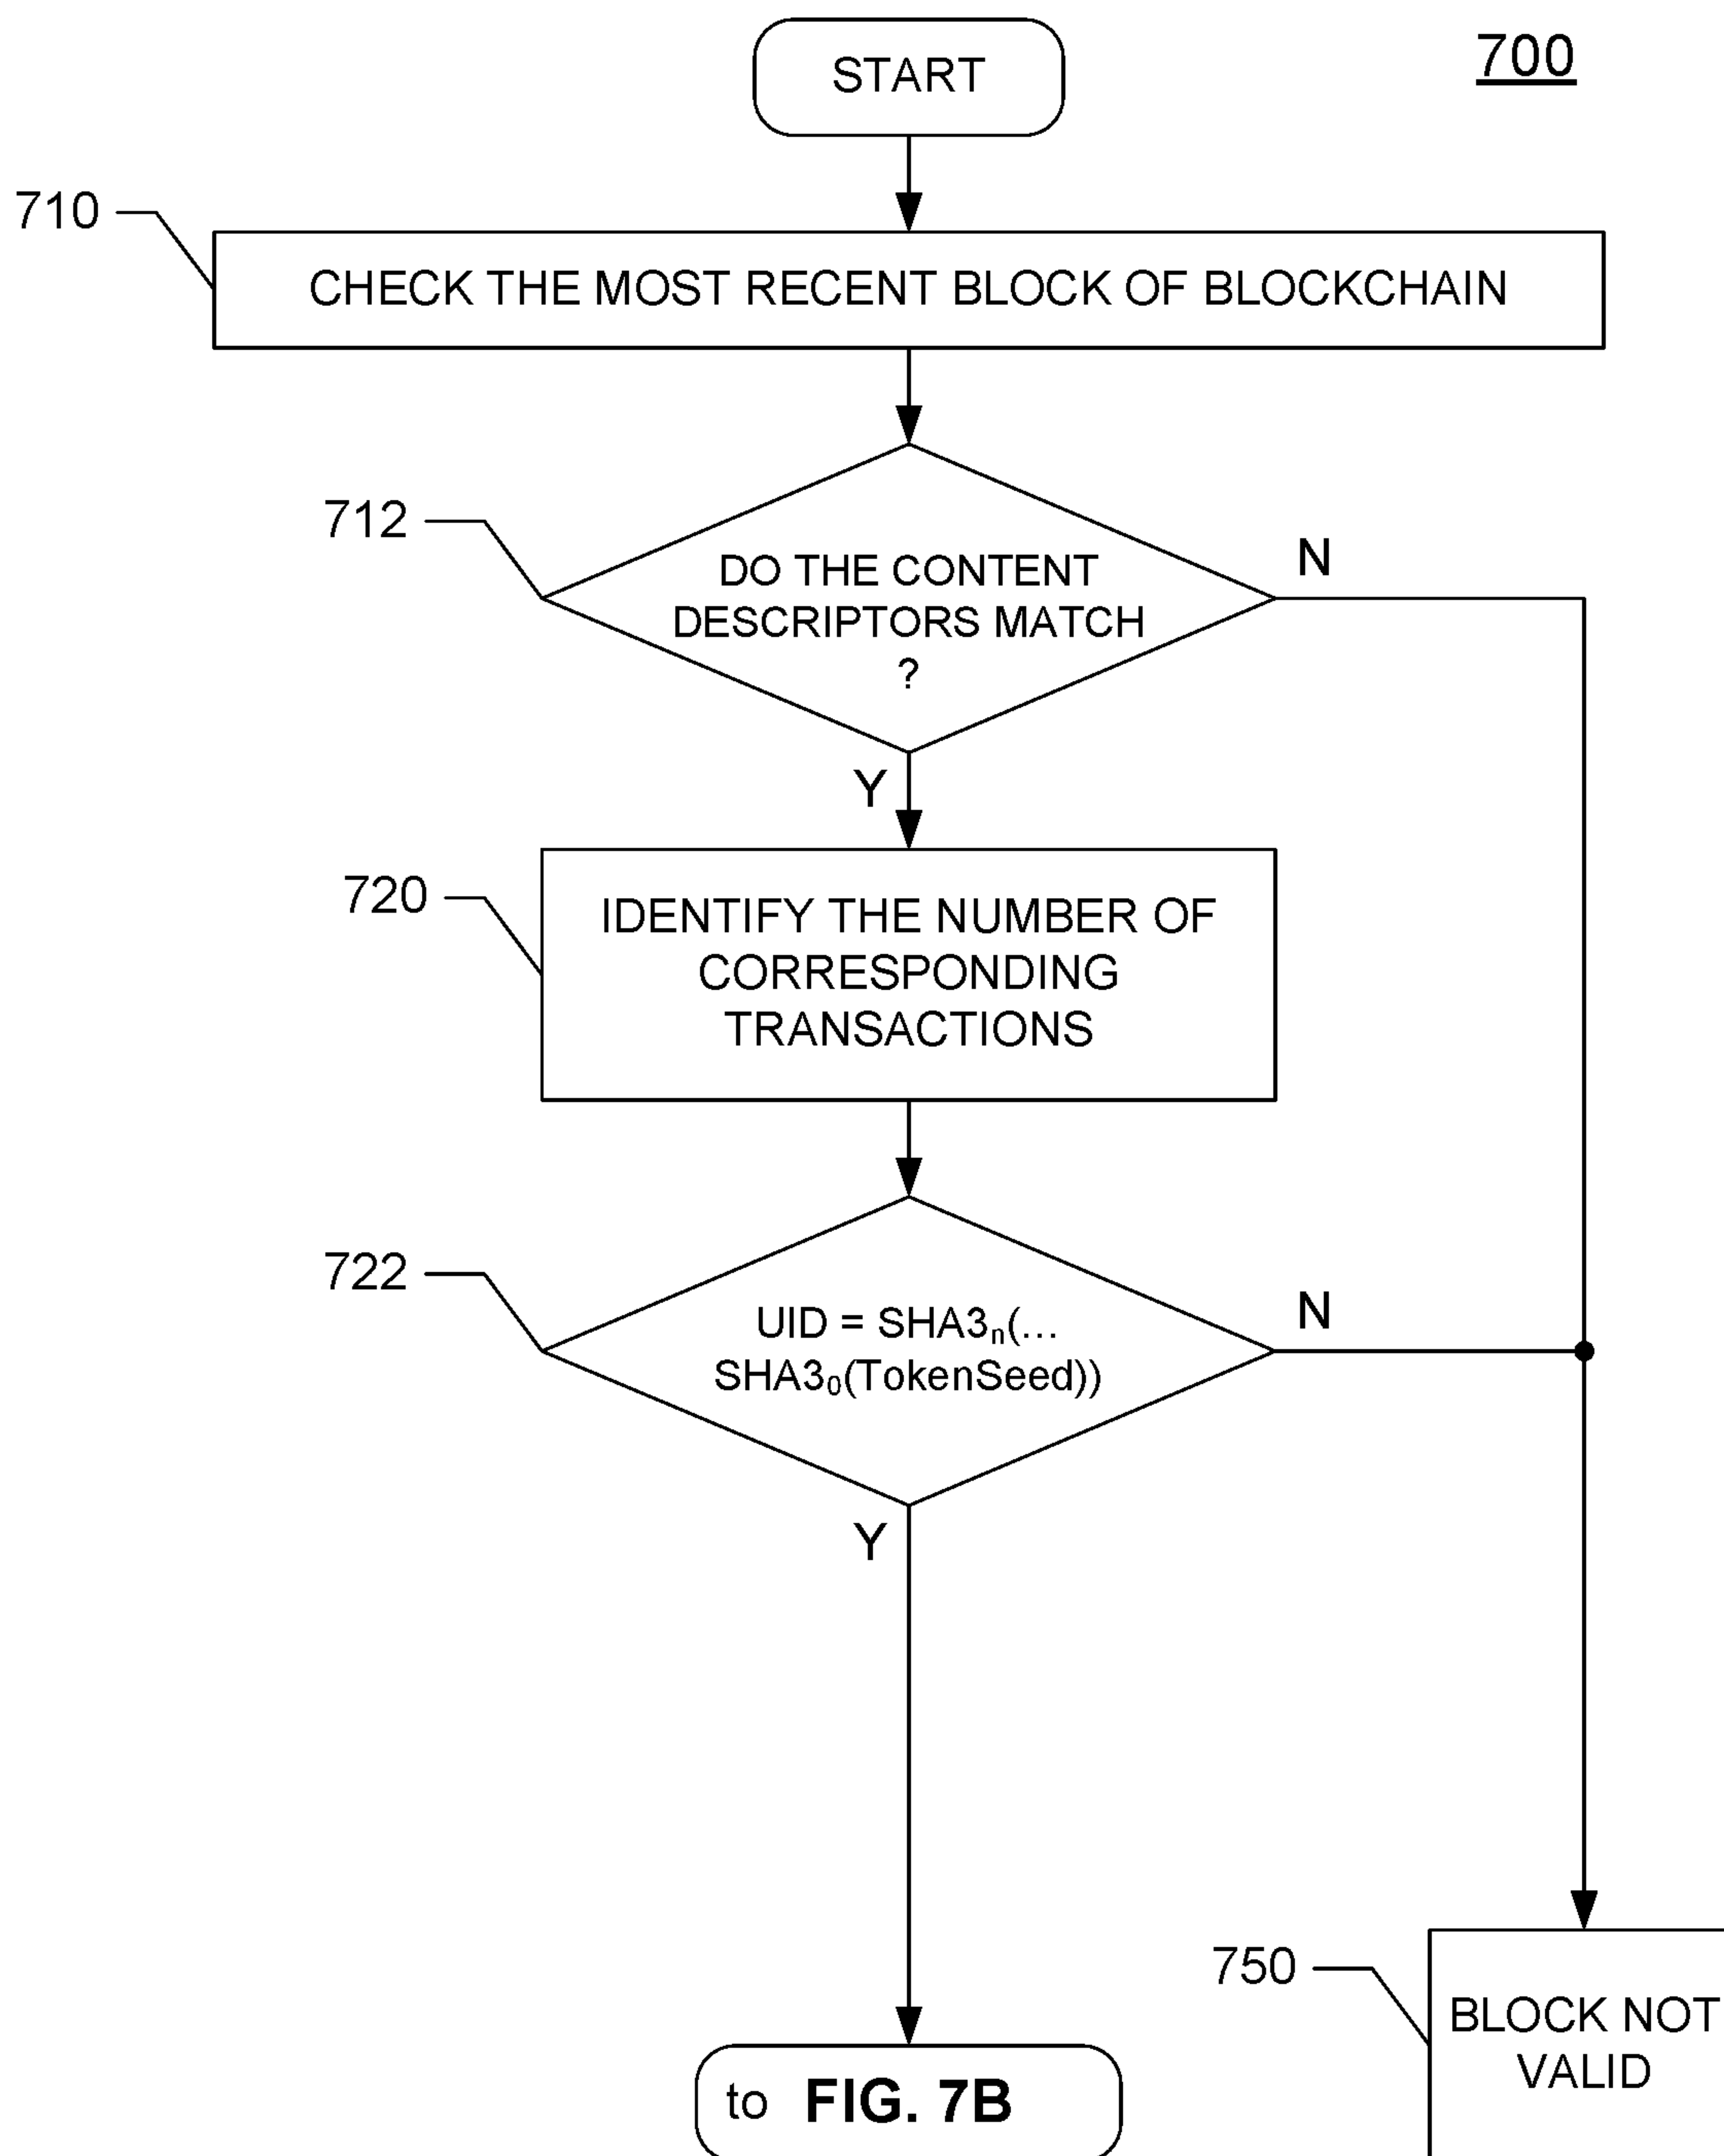 START
700
710
CHECK THE MOST RECENT BLOCK OF BLOCKCHAIN
712
DO THE CONTENT
DESCRIPTORS MATCH
?
N
Y
720
IDENTIFY THE NUMBER OF
CORRESPONDING
TRANSACTIONS
722
UID = SHA3ₙ(...
SHA3₀(TokenSeed))
N
Y
750
BLOCK NOT
VALID
to FIG. 7B